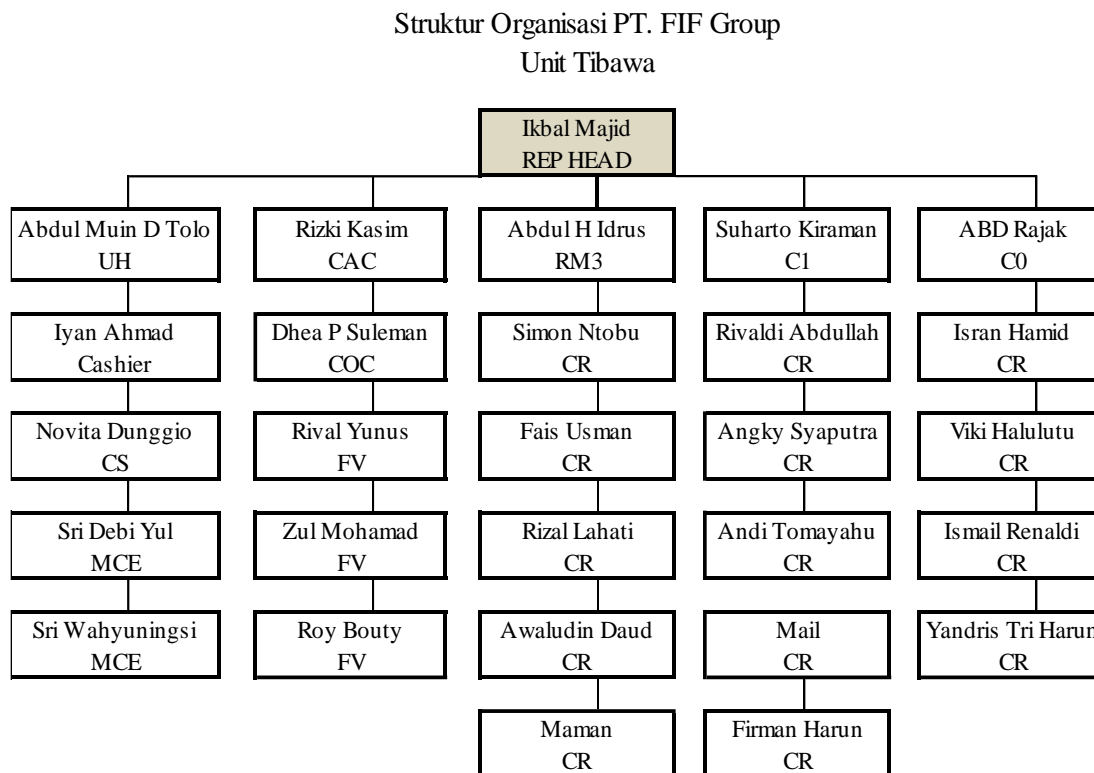 Struktur Organisasi PT. FIF Group
Unit Tibawa
Ikbal Majid
REP HEAD
Abdul Muin D Tolo
UH
Rizki Kasim
CAC
Abdul H Idrus
RM3
Suharto Kiraman
C1
ABD Rajak
C0
Iyan Ahmad
Cashier
Dhea P Suleman
COC
Simon Ntobu
CR
Rivaldi Abdullah
CR
Isran Hamid
CR
Novita Dunggio
CS
Rival Yunus
FV
Fais Usman
CR
Angky Syaputra
CR
Viki Halulutu
CR
Sri Debi Yul
MCE
Zul Mohamad
FV
Rizal Lahati
CR
Andi Tomayahu
CR
Ismail Renaldi
CR
Sri Wahyuningsi
MCE
Roy Bouty
FV
Awaludin Daud
CR
Mail
CR
Yandris Tri Harun
CR
Maman
CR
Firman Harun
CR